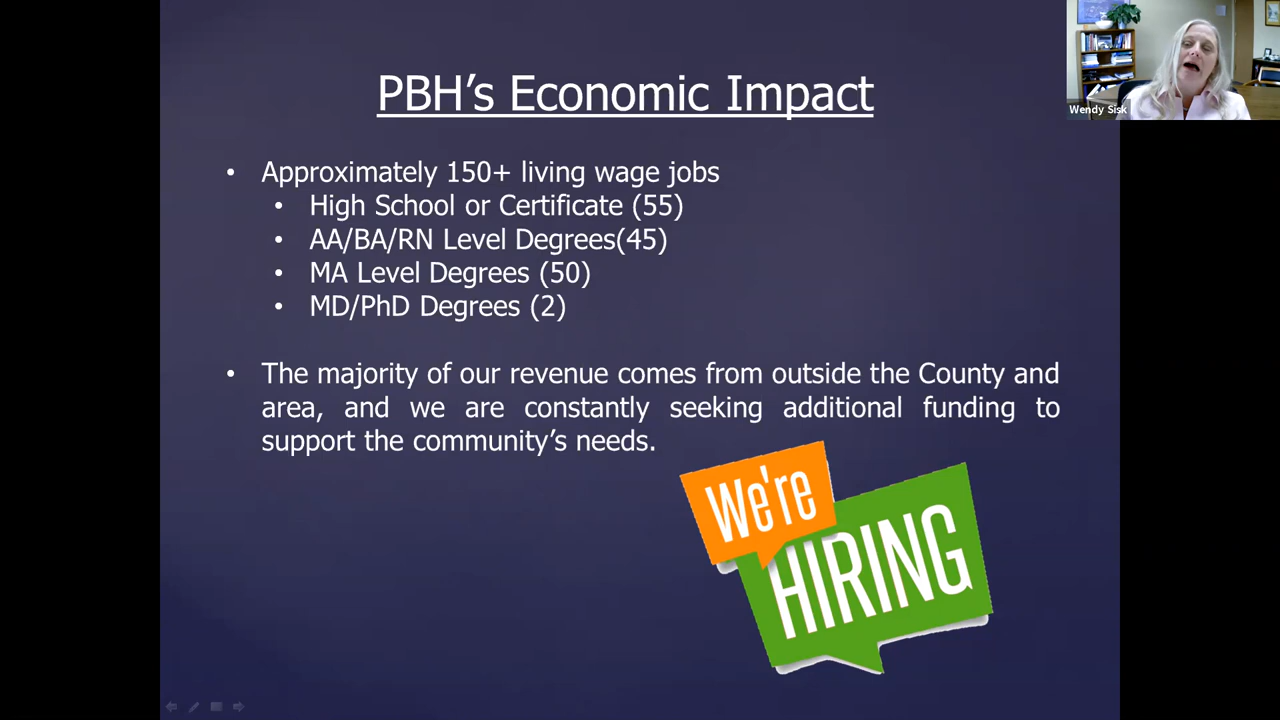 Wendy Sisk
PBH's Economic Impact
• Approximately 150+ living wage jobs
• High School or Certificate (55)
• AA/BA/RN Level Degrees(45)
• MA Level Degrees (50)
• MD/PhD Degrees (2)
• The majority of our revenue comes from outside the County and
area, and we are constantly seeking additional funding to
support the community's needs.
We're
HIRING